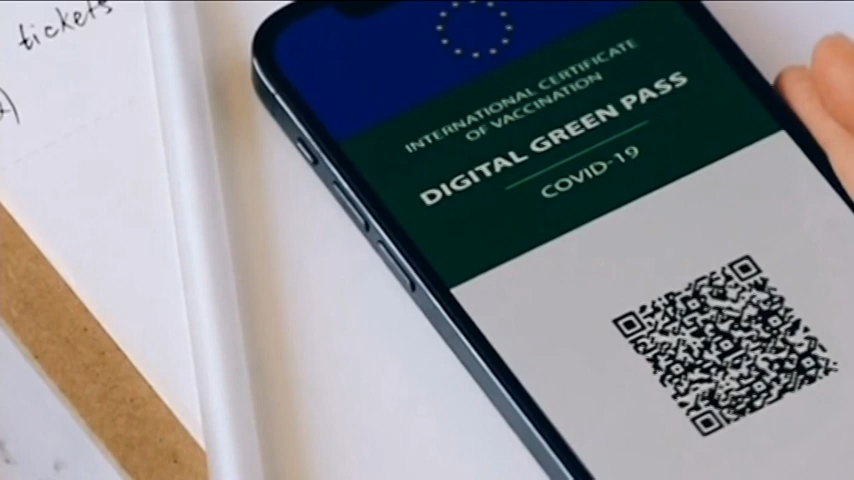 tickets
INTERNATIONAL CERTIFICATE
OF VACCINATION
DIGITAL GREEN PASS
COVID-19